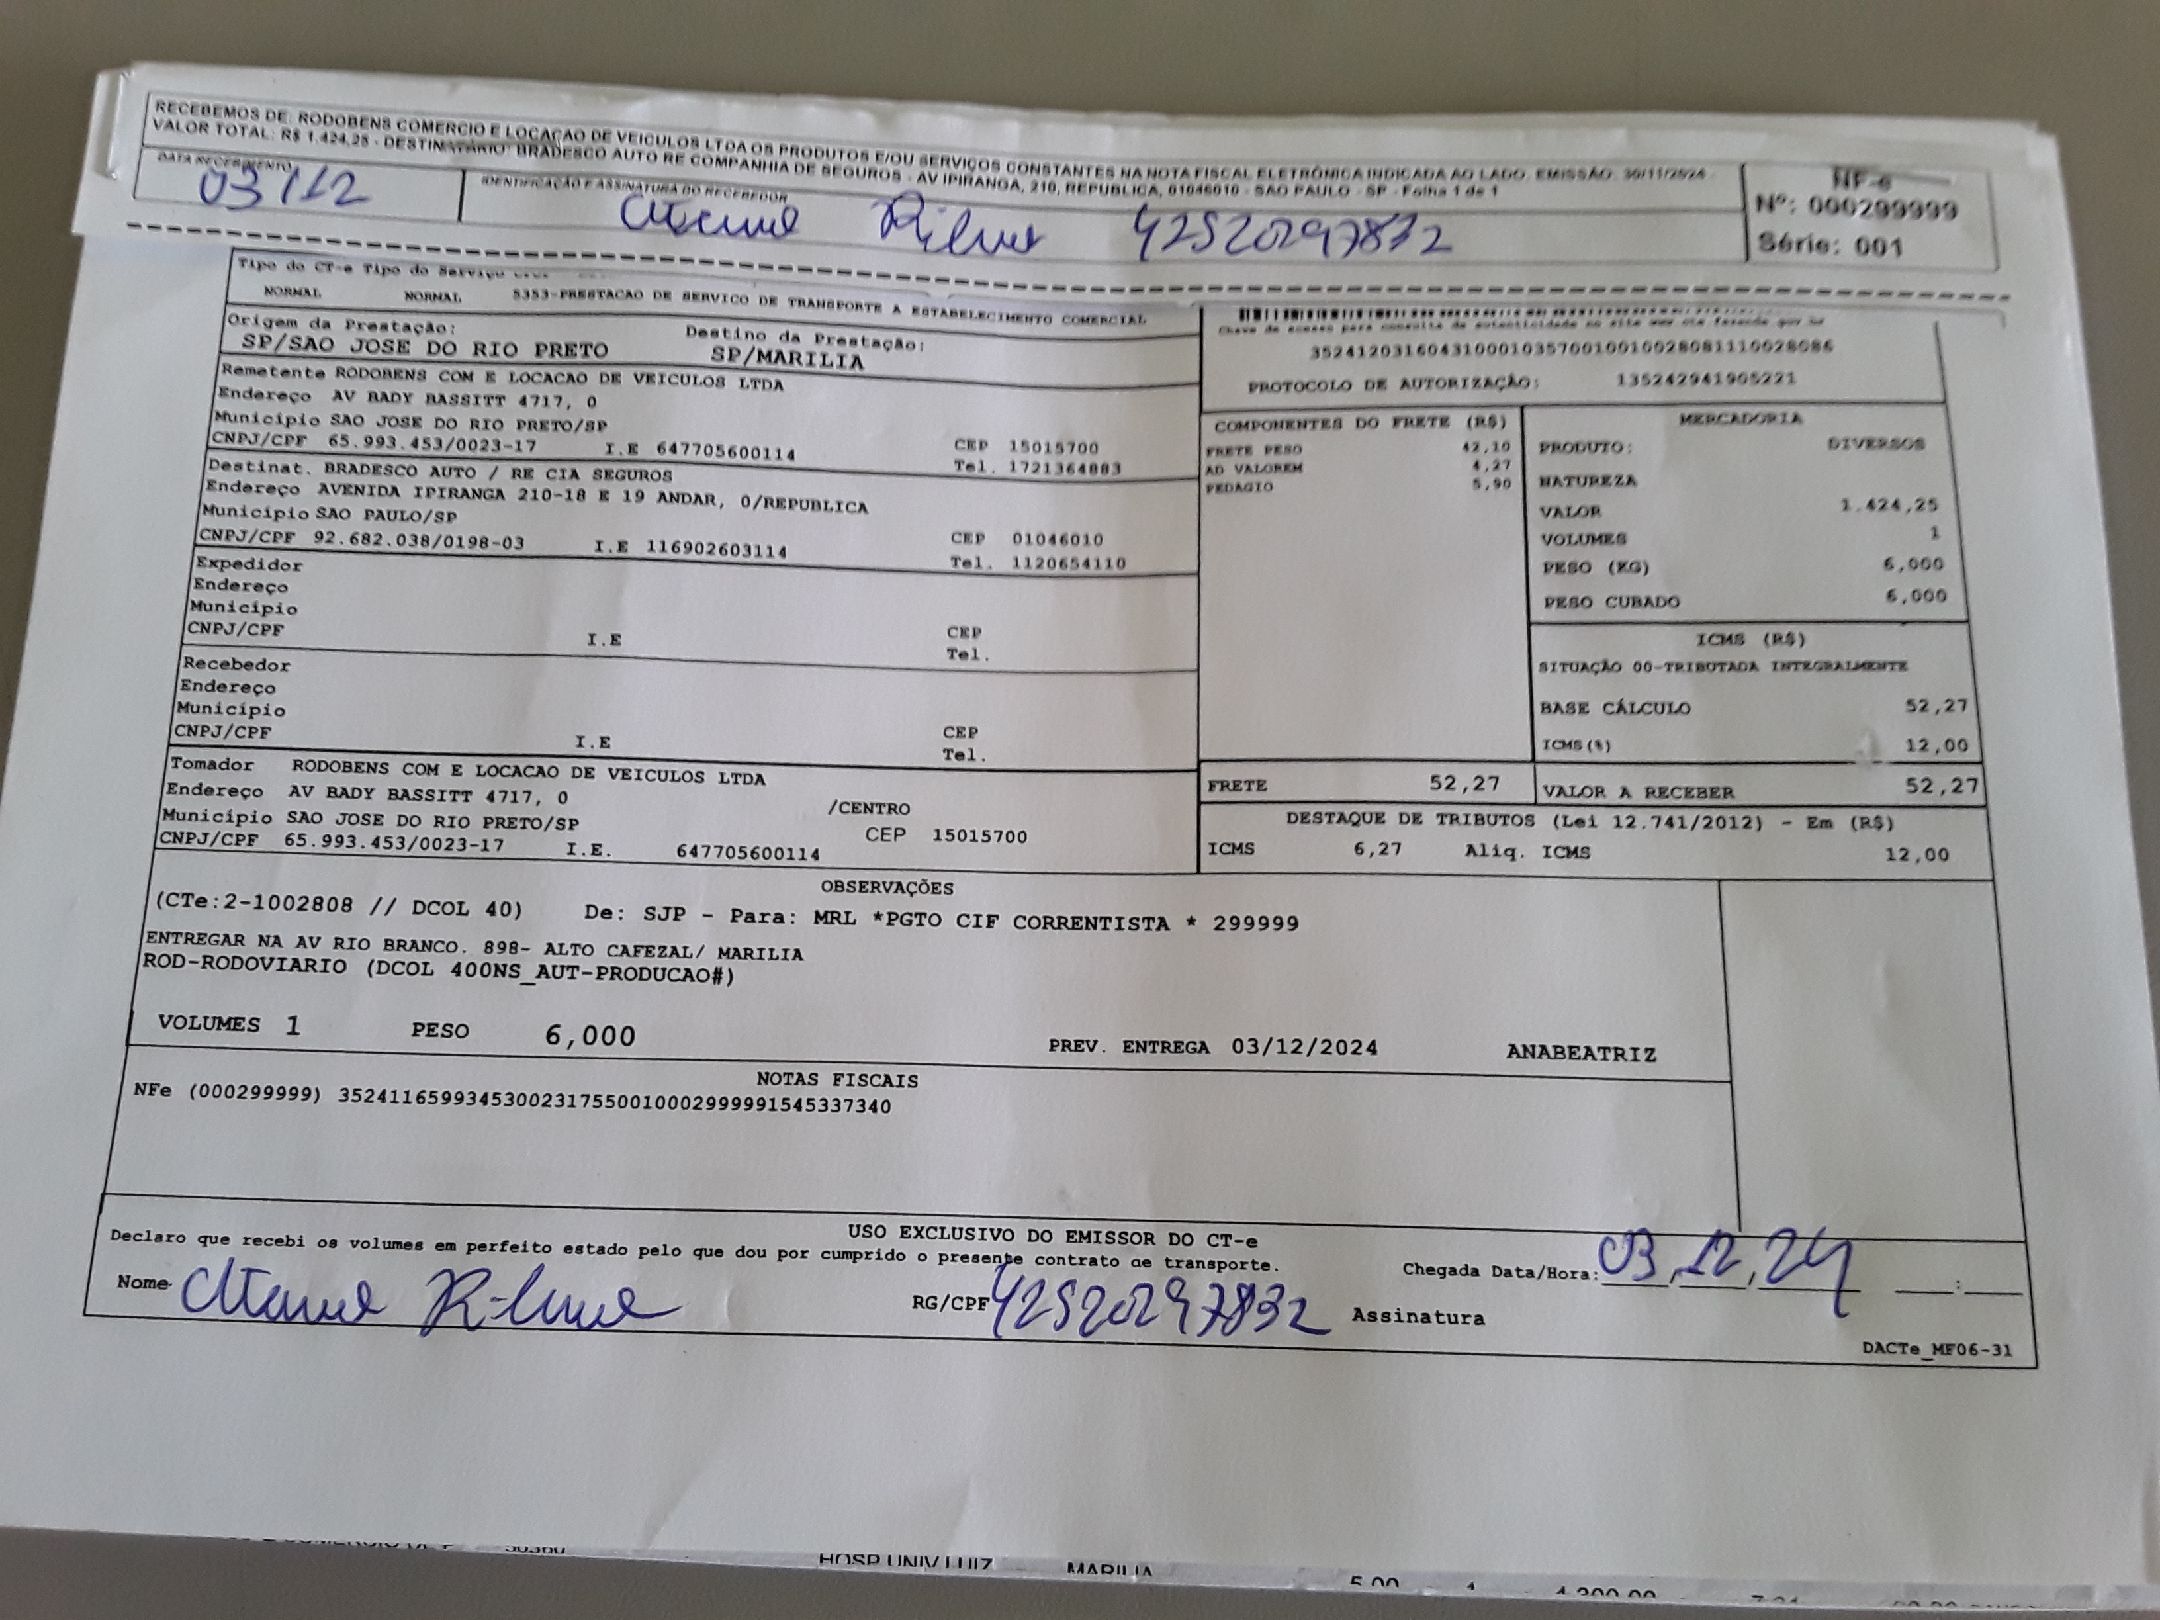 RECEBEMOS DE: RODOBENS COMERCIO E LOCAÇAO DE VEICULOS LTDA OS PRODUTOS E/OU SERVIÇOS CONSTANTES NA NOTA FISCAL ELETRÔNICA INDICADA AO LADO. EMISSÃO: 30/11/2024 -
VALOR TOTAL: R$ 1.424,25 - DESTINATÁRIO: BRADESCO AUTO RE COMPANHIA DE SEGUROS - AV IPIRANGA, 210, REPUBLICA, 01046010 - SAO PAULO - SP - Folha 1 de 1
DATA RECEBIMENTO
03/12
IDENTIFICAÇÃO E ASSINATURA DO RECEBEDOR
42520297832
NF-e
Nº: 000299999
Série: 001
Tipo do CT-e Tipo do Serviço
NORMAL NORMAL 5353-PRESTACAO DE SERVICO DE TRANSPORTE A ESTABELECIMENTO COMERCIAL
Origem da Prestação: Destino da Prestação:
SP/SAO JOSE DO RIO PRETO SP/MARILIA
Remetente RODOBENS COM E LOCACAO DE VEICULOS LTDA
Endereço AV BADY BASSITT 4717, 0
Município SAO JOSE DO RIO PRETO/SP CEP 15015700
CNPJ/CPF 65.993.453/0023-17 I.E 647705600114 Tel. 1721364883
Destinat. BRADESCO AUTO / RE CIA SEGUROS
Endereço AVENIDA IPIRANGA 210-18 E 19 ANDAR, 0/REPUBLICA
Município SAO PAULO/SP CEP 01046010
CNPJ/CPF 92.682.038/0198-03 I.E 116902603114 Tel. 1120654110
Expedidor
Endereço
Município CEP
CNPJ/CPF I.E Tel.
Recebedor
Endereço
Município CEP
CNPJ/CPF I.E Tel.
Tomador RODOBENS COM E LOCACAO DE VEICULOS LTDA
Endereço AV BADY BASSITT 4717, 0 /CENTRO
Município SAO JOSE DO RIO PRETO/SP CEP 15015700
CNPJ/CPF 65.993.453/0023-17 I.E. 647705600114
Chave de acesso para consulta de autenticidade no site
35241203160431000103570010010028081110028086
PROTOCOLO DE AUTORIZAÇÃO: 135242941905221
COMPONENTES DO FRETE (R$)
FRETE PESO 42,10
AD VALOREM 4,27
PEDAGIO 5,90
MERCADORIA
PRODUTO: DIVERSOS
NATUREZA
VALOR 1.424,25
VOLUMES 1
PESO (KG) 6,000
PESO CUBADO 6,000
ICMS (R$)
SITUAÇÃO 00-TRIBUTADA INTEGRALMENTE
BASE CÁLCULO 52,27
ICMS(%) 12,00
FRETE 52,27 VALOR A RECEBER 52,27
DESTAQUE DE TRIBUTOS (Lei 12.741/2012) - Em (R$)
ICMS 6,27 Aliq. ICMS 12,00
OBSERVAÇÕES
(CTe:2-1002808 // DCOL 40) De: SJP - Para: MRL *PGTO CIF CORRENTISTA * 299999
ENTREGAR NA AV RIO BRANCO. 898- ALTO CAFEZAL/ MARILIA
ROD-RODOVIARIO (DCOL 400NS_AUT-PRODUCAO#)
VOLUMES 1 PESO 6,000 PREV. ENTREGA 03/12/2024 ANABEATRIZ
NOTAS FISCAIS
NFe (000299999) 35241165993453002317550010002999991545337340
USO EXCLUSIVO DO EMISSOR DO CT-e
Declaro que recebi os volumes em perfeito estado pelo que dou por cumprido o presente contrato de transporte.
Chegada Data/Hora: 03,12,24 :
Nome RG/CPF 42520297832 Assinatura
DACTe_MF06-31
HOSP UNIV LUIZ MARILIA